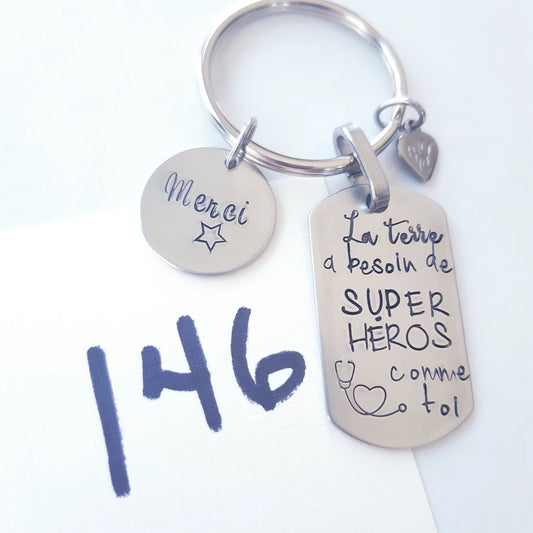 Merci
La terre
a besoin de
SUPER
HÉROS
comme
toi
146